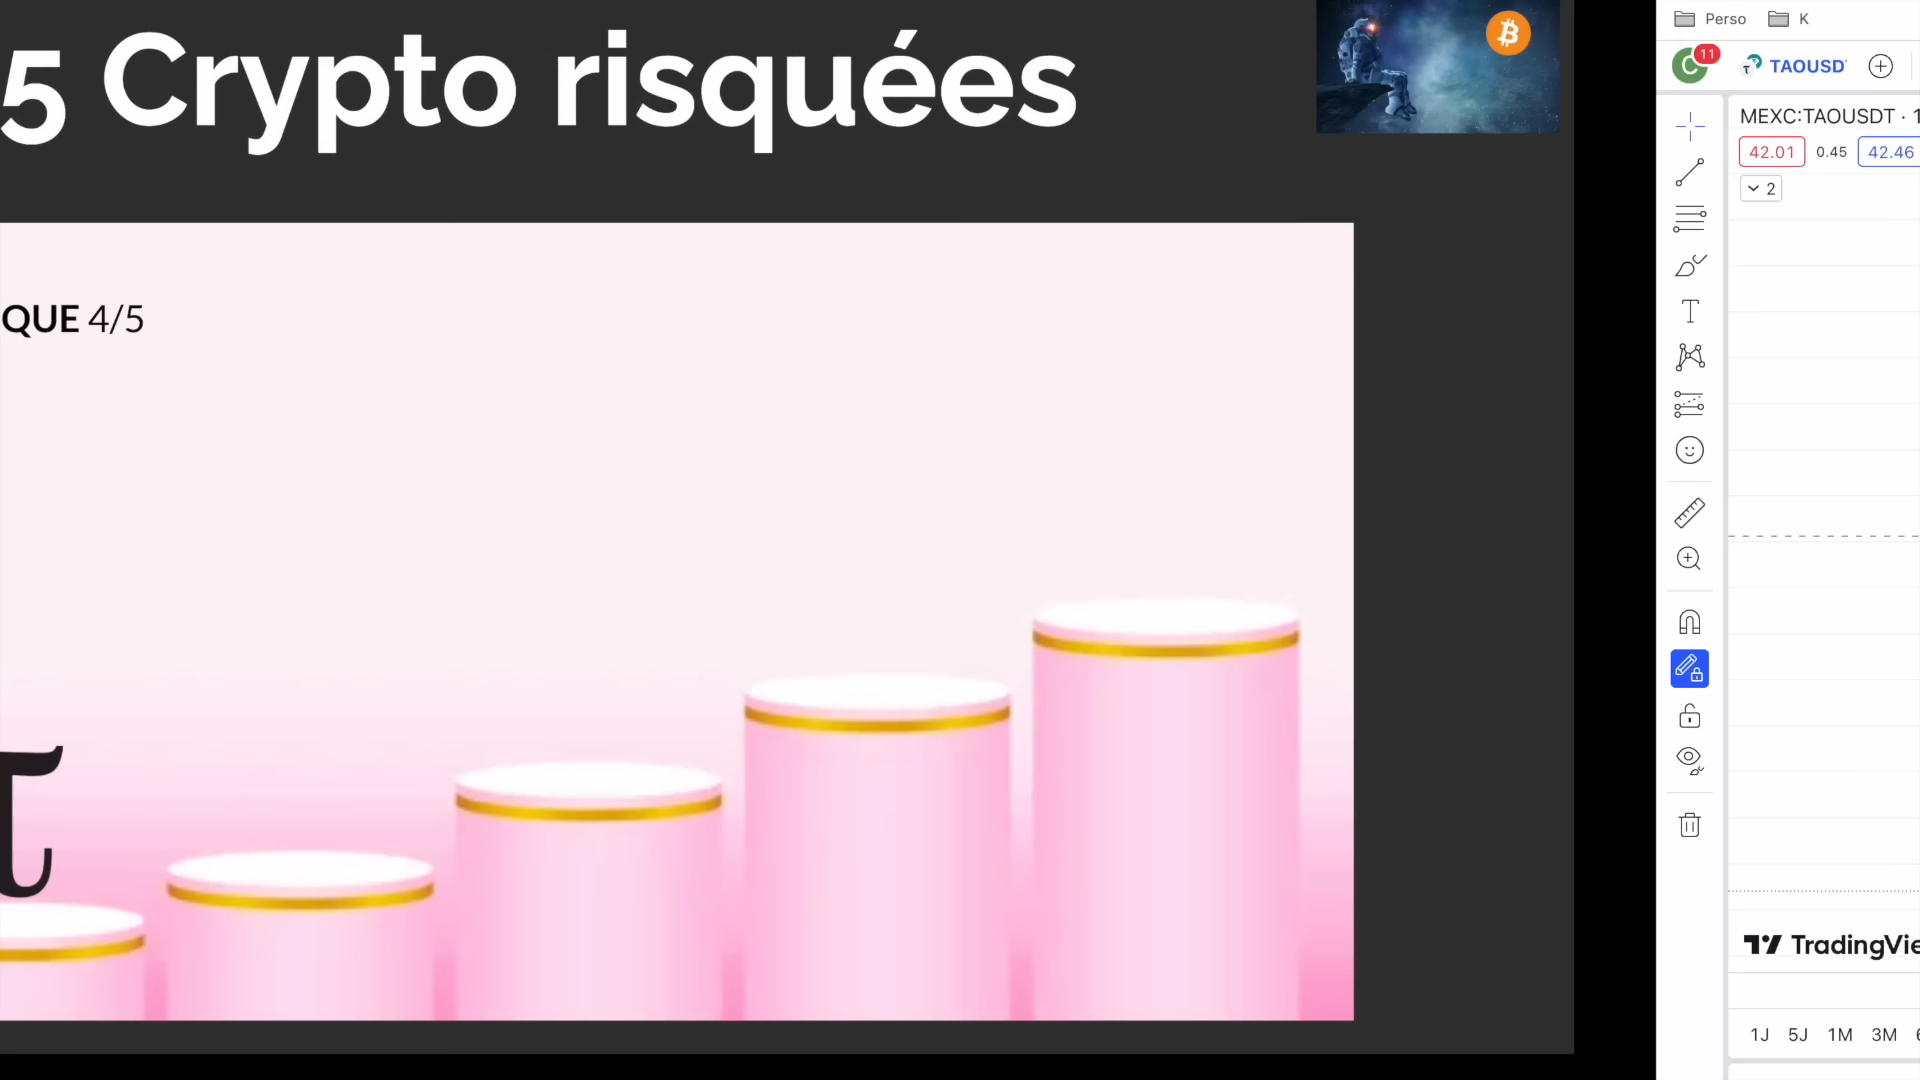 5 Crypto risquées
QUE 4/5
τ
Perso
K
C
11
TAOUSD
MEXC:TAOUSDT · 1
42.01
0.45
42.46
2
TradingVie
1J
5J
1M
3M